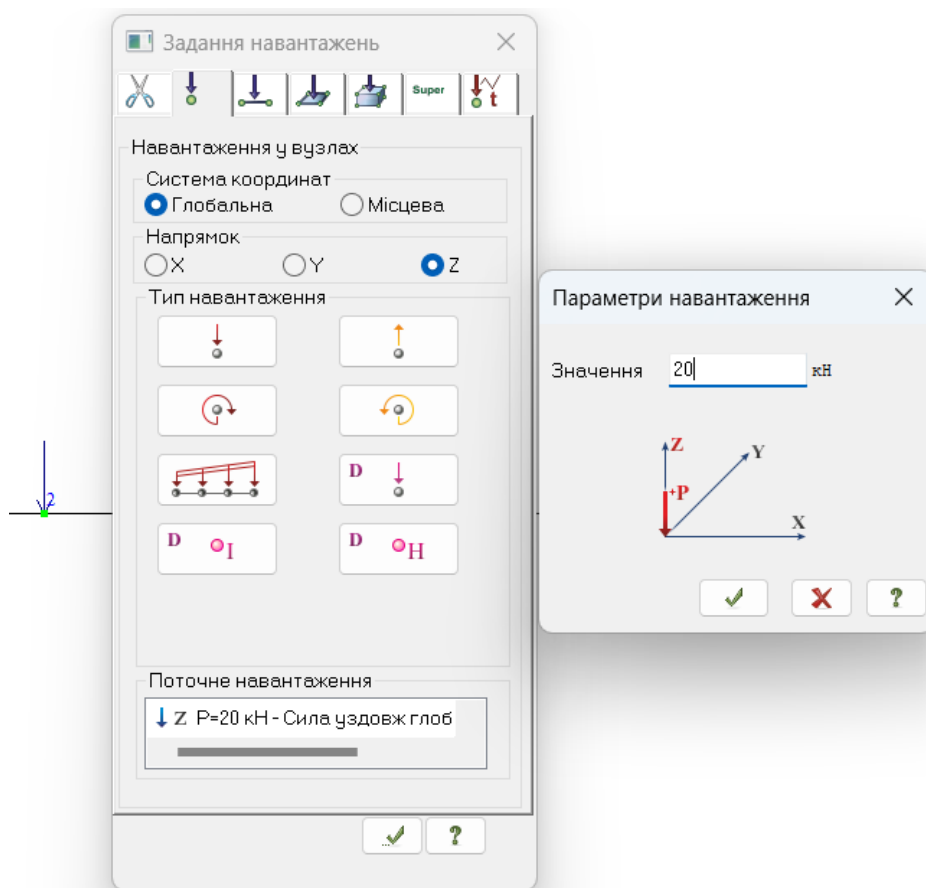 Задання навантажень
Super
t
Навантаження у вузлах
Система координат
Глобальна
Місцева
Напрямок
X
Y
Z
Тип навантаження
D
D I
D H
Поточне навантаження
Z P=20 кН - Сила уздовж глоб
2
Параметри навантаження
Значення 20 кН
Z
Y
+P
X
?
?